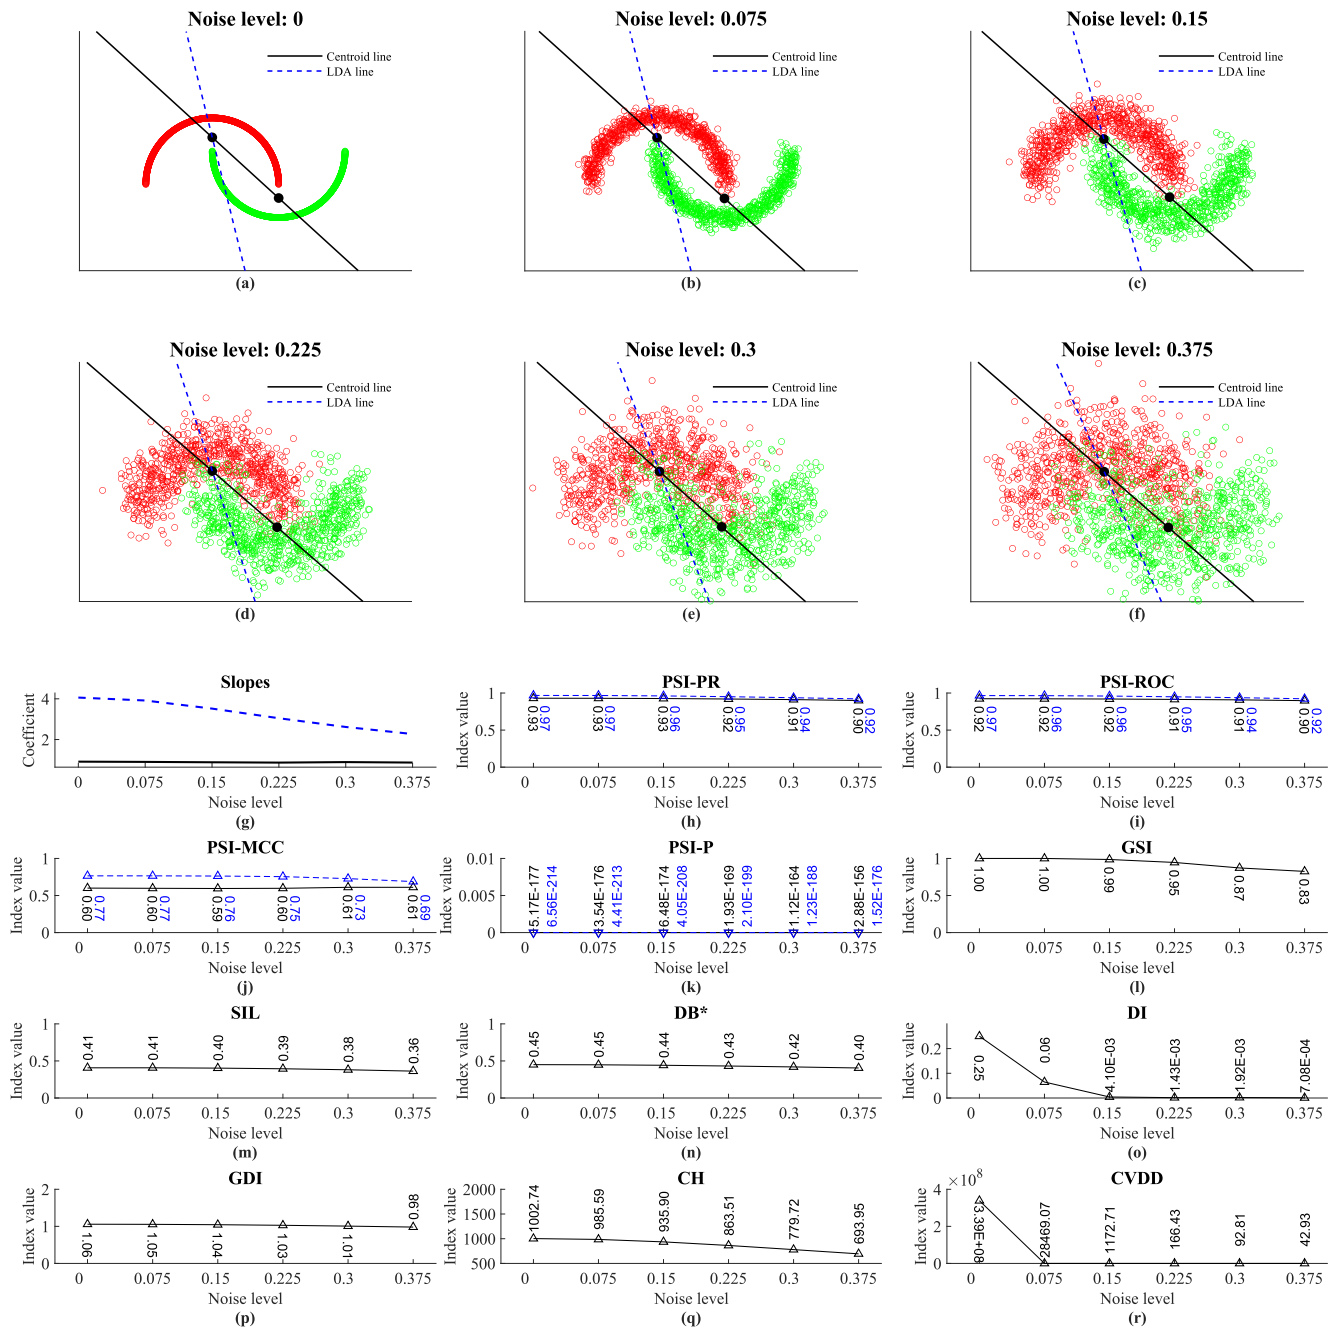 Noise level: 0
Centroid line
LDA line
(a)
Noise level: 0.075
Centroid line
LDA line
(b)
Noise level: 0.15
Centroid line
LDA line
(c)
Noise level: 0.225
Centroid line
LDA line
(d)
Noise level: 0.3
Centroid line
LDA line
(e)
Noise level: 0.375
Centroid line
LDA line
(f)
Slopes
Coefficient
4
2
0 0.075 0.15 0.225 0.3 0.375
Noise level
(g)
PSI-PR
Index value
1
0.5
0
0.93 0.93 0.93 0.92 0.91 0.90
0.97 0.97 0.96 0.95 0.94 0.92
0 0.075 0.15 0.225 0.3 0.375
Noise level
(h)
PSI-ROC
Index value
1
0.5
0
0.92 0.92 0.92 0.91 0.91 0.90
0.97 0.96 0.96 0.95 0.94 0.92
0 0.075 0.15 0.225 0.3 0.375
Noise level
(i)
PSI-MCC
Index value
1
0.5
0
0.60 0.60 0.59 0.60 0.61 0.61
0.77 0.77 0.76 0.75 0.73 0.69
0 0.075 0.15 0.225 0.3 0.375
Noise level
(j)
PSI-P
Index value
0.01
0.005
0
5.17E-177 3.54E-176 6.48E-174 1.93E-169 1.12E-164 2.88E-156
6.56E-214 4.41E-213 4.05E-208 2.10E-199 1.23E-188 1.52E-176
0 0.075 0.15 0.225 0.3 0.375
Noise level
(k)
GSI
Index value
1
0.5
0
1.00 1.00 0.99 0.95 0.87 0.83
0 0.075 0.15 0.225 0.3 0.375
Noise level
(l)
SIL
Index value
1
0.5
0
0.41 0.41 0.40 0.39 0.38 0.36
0 0.075 0.15 0.225 0.3 0.375
Noise level
(m)
DB*
Index value
1
0.5
0
0.45 0.45 0.44 0.43 0.42 0.40
0 0.075 0.15 0.225 0.3 0.375
Noise level
(n)
DI
Index value
0.2
0.1
0
0.25 0.06 4.10E-03 1.43E-03 1.92E-03 7.08E-04
0 0.075 0.15 0.225 0.3 0.375
Noise level
(o)
GDI
Index value
2
1
0
1.06 1.05 1.04 1.03 1.01 0.98
0 0.075 0.15 0.225 0.3 0.375
Noise level
(p)
CH
Index value
2000
1500
1000
500
1002.74 985.59 935.90 863.51 779.72 693.95
0 0.075 0.15 0.225 0.3 0.375
Noise level
(q)
CVDD
×10⁸
Index value
4
2
0
3.39E+08 28469.07 1172.71 166.43 92.81 42.93
0 0.075 0.15 0.225 0.3 0.375
Noise level
(r)